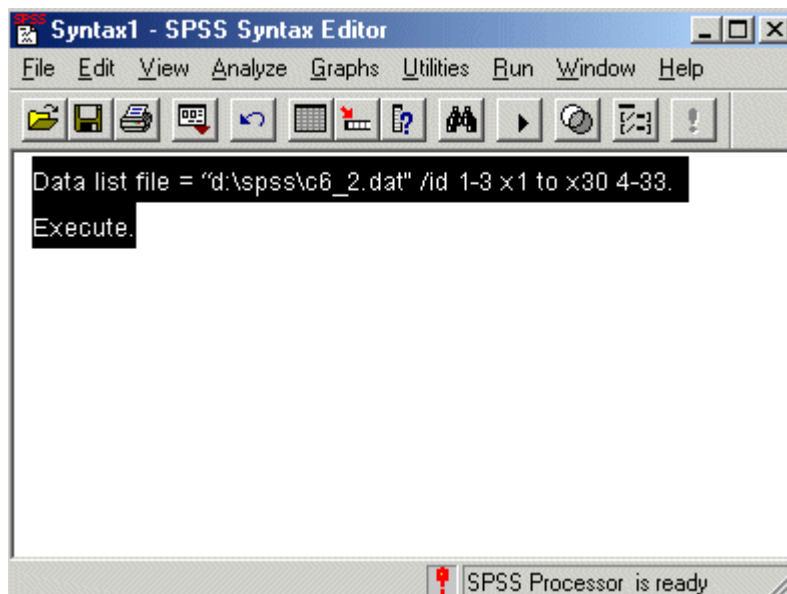 SPSS
Syntax1 - SPSS Syntax Editor
File Edit View Analyze Graphs Utilities Run Window Help
Data list file = “d:\spss\c6_2.dat" /id 1-3 x1 to x30 4-33.
Execute.
SPSS Processor is ready